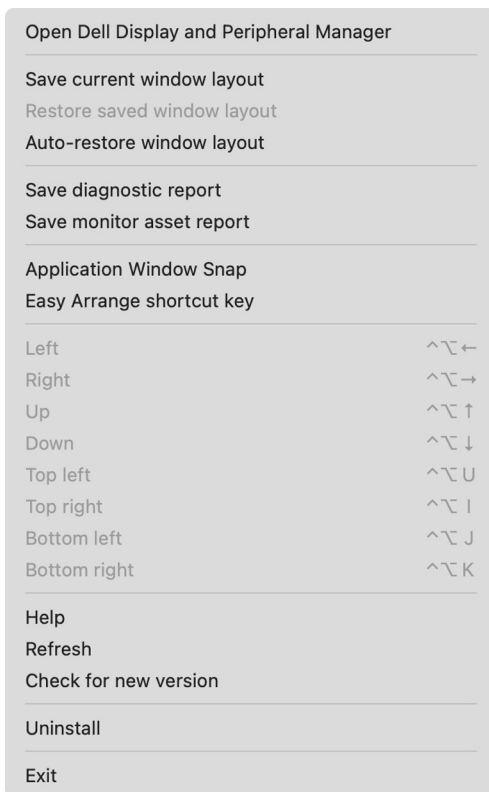 Open Dell Display and Peripheral Manager
Save current window layout
Restore saved window layout
Auto-restore window layout
Save diagnostic report
Save monitor asset report
Application Window Snap
Easy Arrange shortcut key
Left ^⌥←
Right ^⌥→
Up ^⌥↑
Down ^⌥↓
Top left ^⌥U
Top right ^⌥I
Bottom left ^⌥J
Bottom right ^⌥K
Help
Refresh
Check for new version
Uninstall
Exit